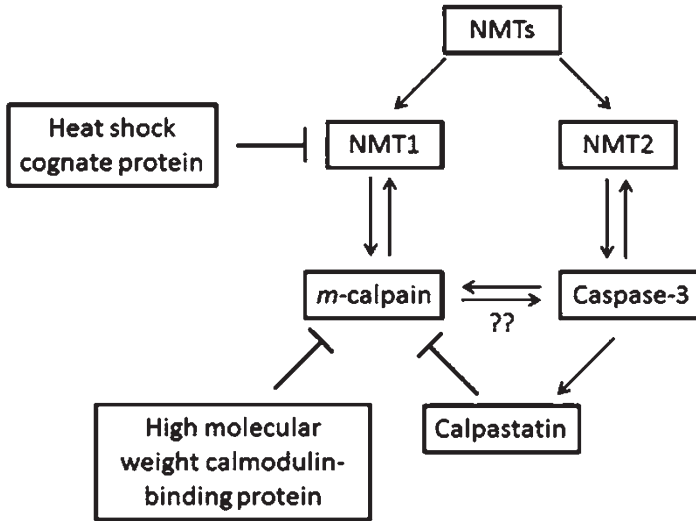 NMTs
Heat shock
cognate protein
NMT1
NMT2
m-calpain
??
Caspase-3
High molecular
weight calmodulin-
binding protein
Calpastatin